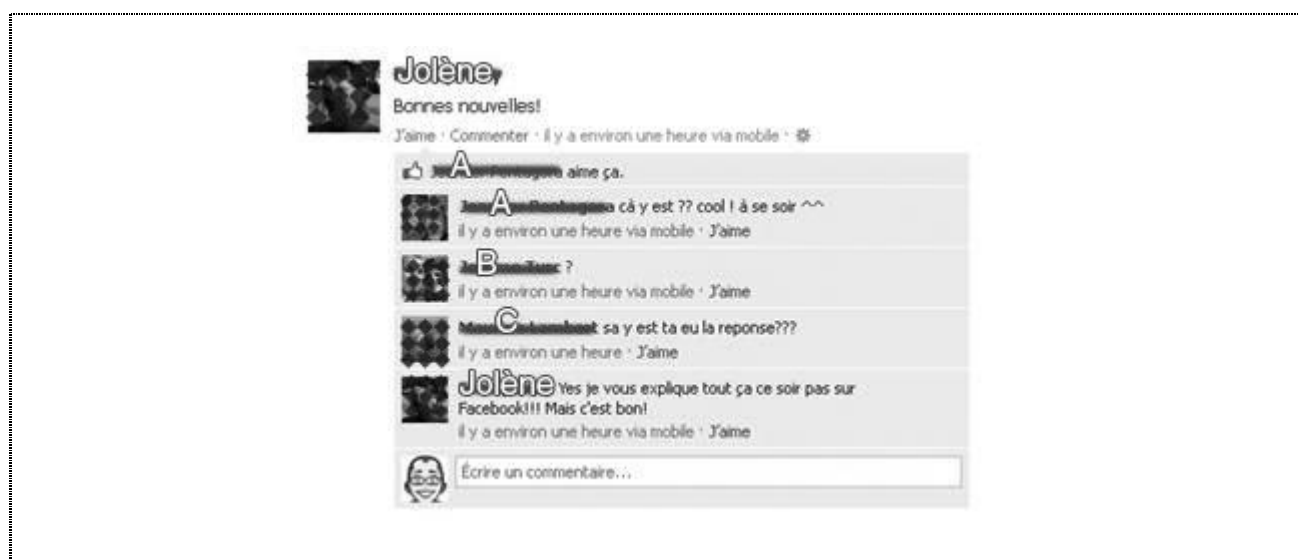 Jolène
Bonnes nouvelles!
J'aime · Commenter · il y a environ une heure via mobile ·
A aime ça.
A cá y est ?? cool ! à se soir ^^
il y a environ une heure via mobile · J'aime
B ?
il y a environ une heure via mobile · J'aime
C sa y est ta eu la reponse???
il y a environ une heure · J'aime
Jolène Yes je vous explique tout ça ce soir pas sur
Facebook!!! Mais c'est bon!
il y a environ une heure via mobile · J'aime
Écrire un commentaire...